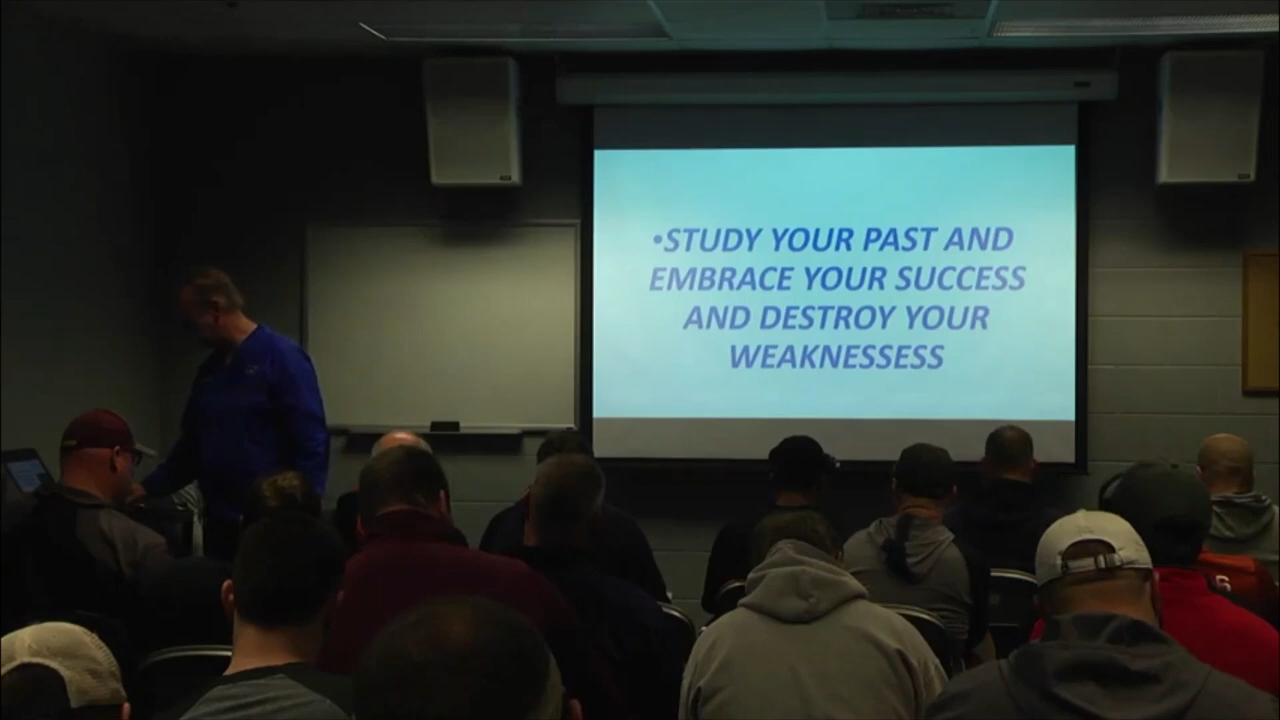 •STUDY YOUR PAST AND
EMBRACE YOUR SUCCESS
AND DESTROY YOUR
WEAKNESSESS